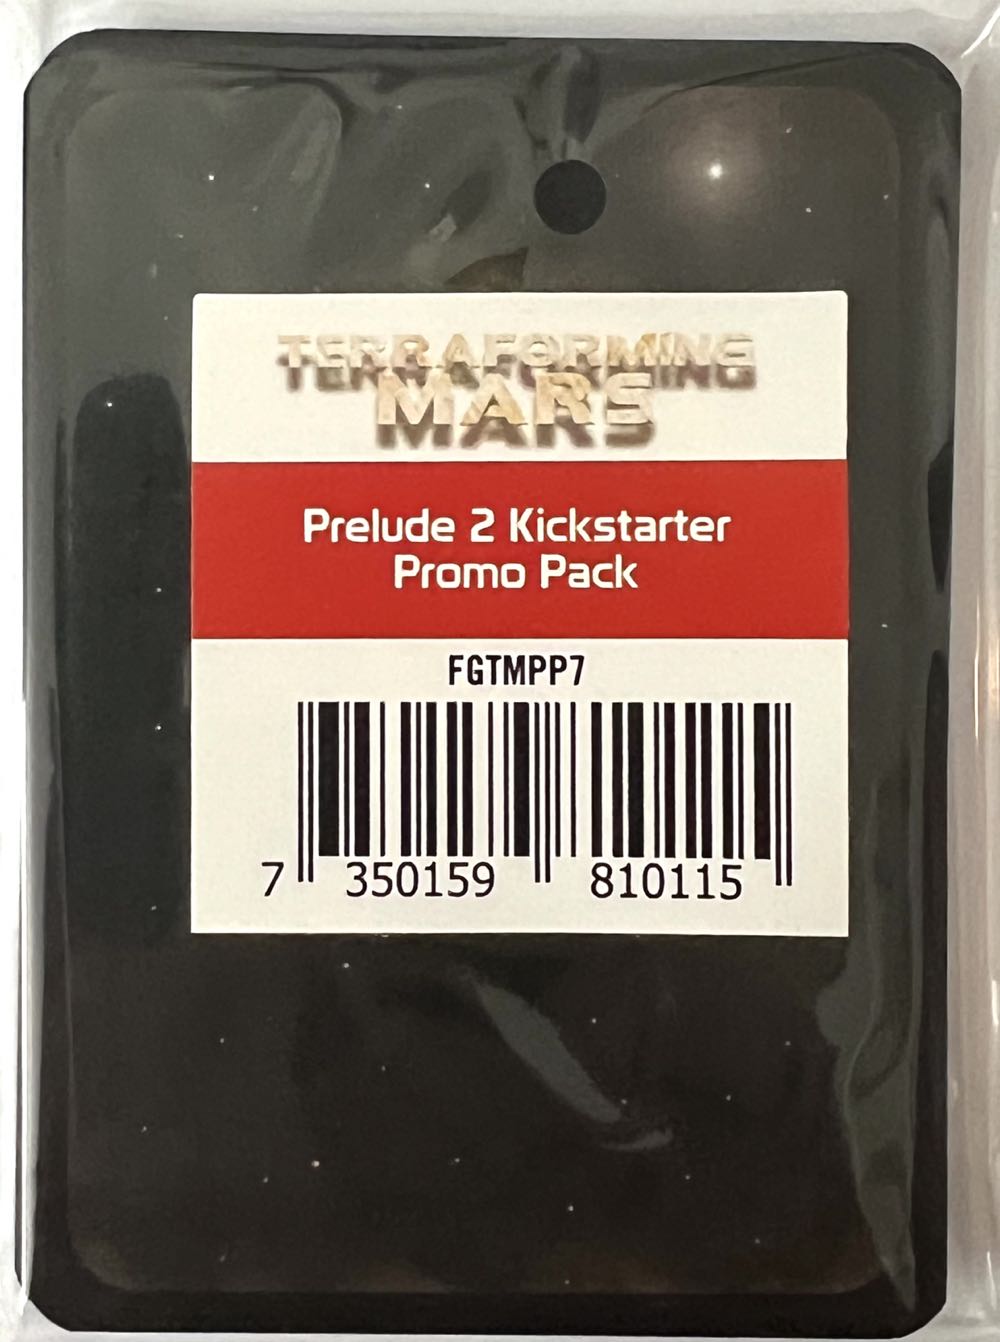 TERRAFORMING
MARS
Prelude 2 Kickstarter
Promo Pack
FGTMPP7
7 350159 810115